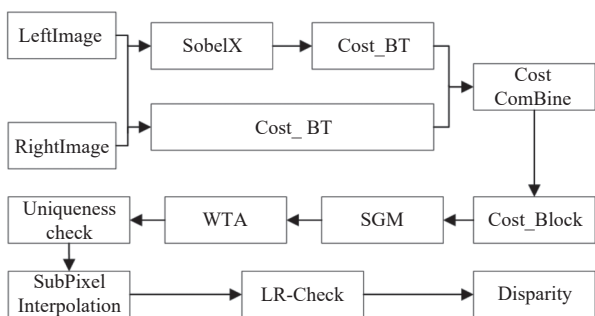 LeftImage
SobelX
Cost_BT
Cost
ComBine
RightImage
Cost_ BT
Uniqueness
check
WTA
SGM
Cost_Block
SubPixel
Interpolation
LR-Check
Disparity